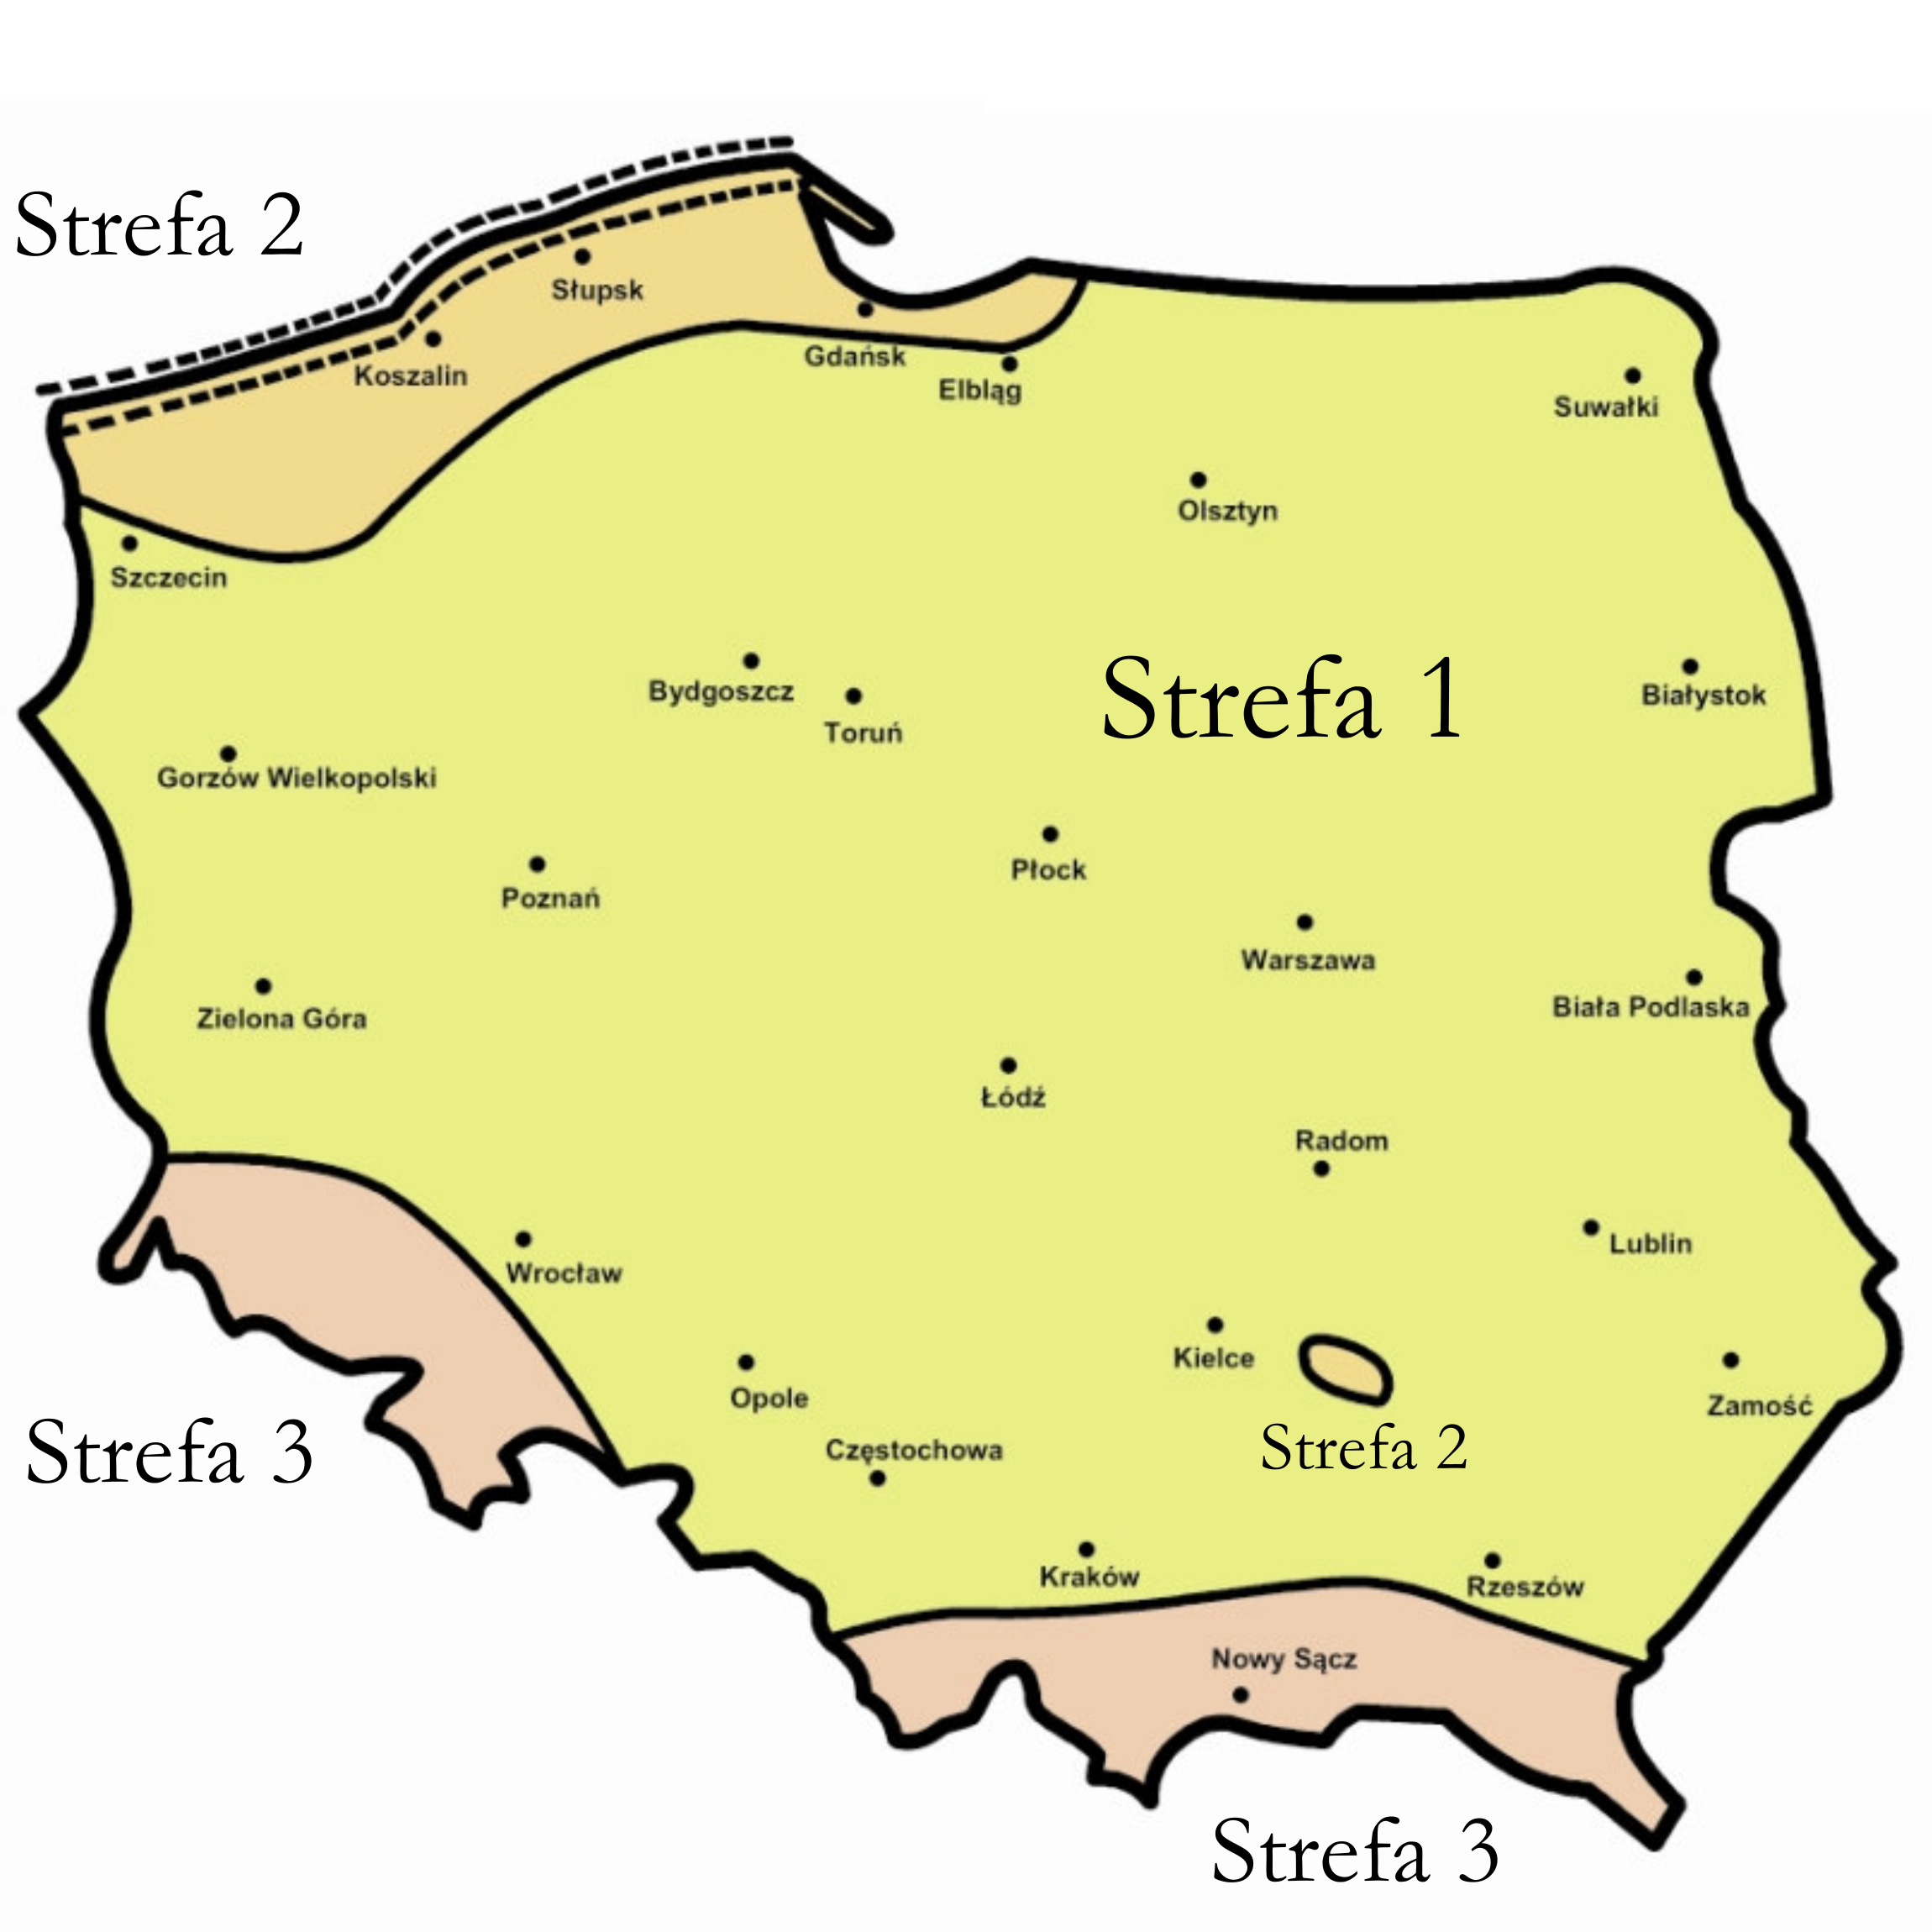 Strefa 2
Słupsk
Koszalin
Gdańsk
Elbląg
Suwałki
Olsztyn
Szczecin
Strefa 1
Bydgoszcz
Białystok
Toruń
Gorzów Wielkopolski
Płock
Poznań
Warszawa
Biała Podlaska
Zielona Góra
Łódź
Radom
Lublin
Wrocław
Kielce
Opole
Zamość
Strefa 3
Częstochowa
Strefa 2
Kraków
Rzeszów
Nowy Sącz
Strefa 3